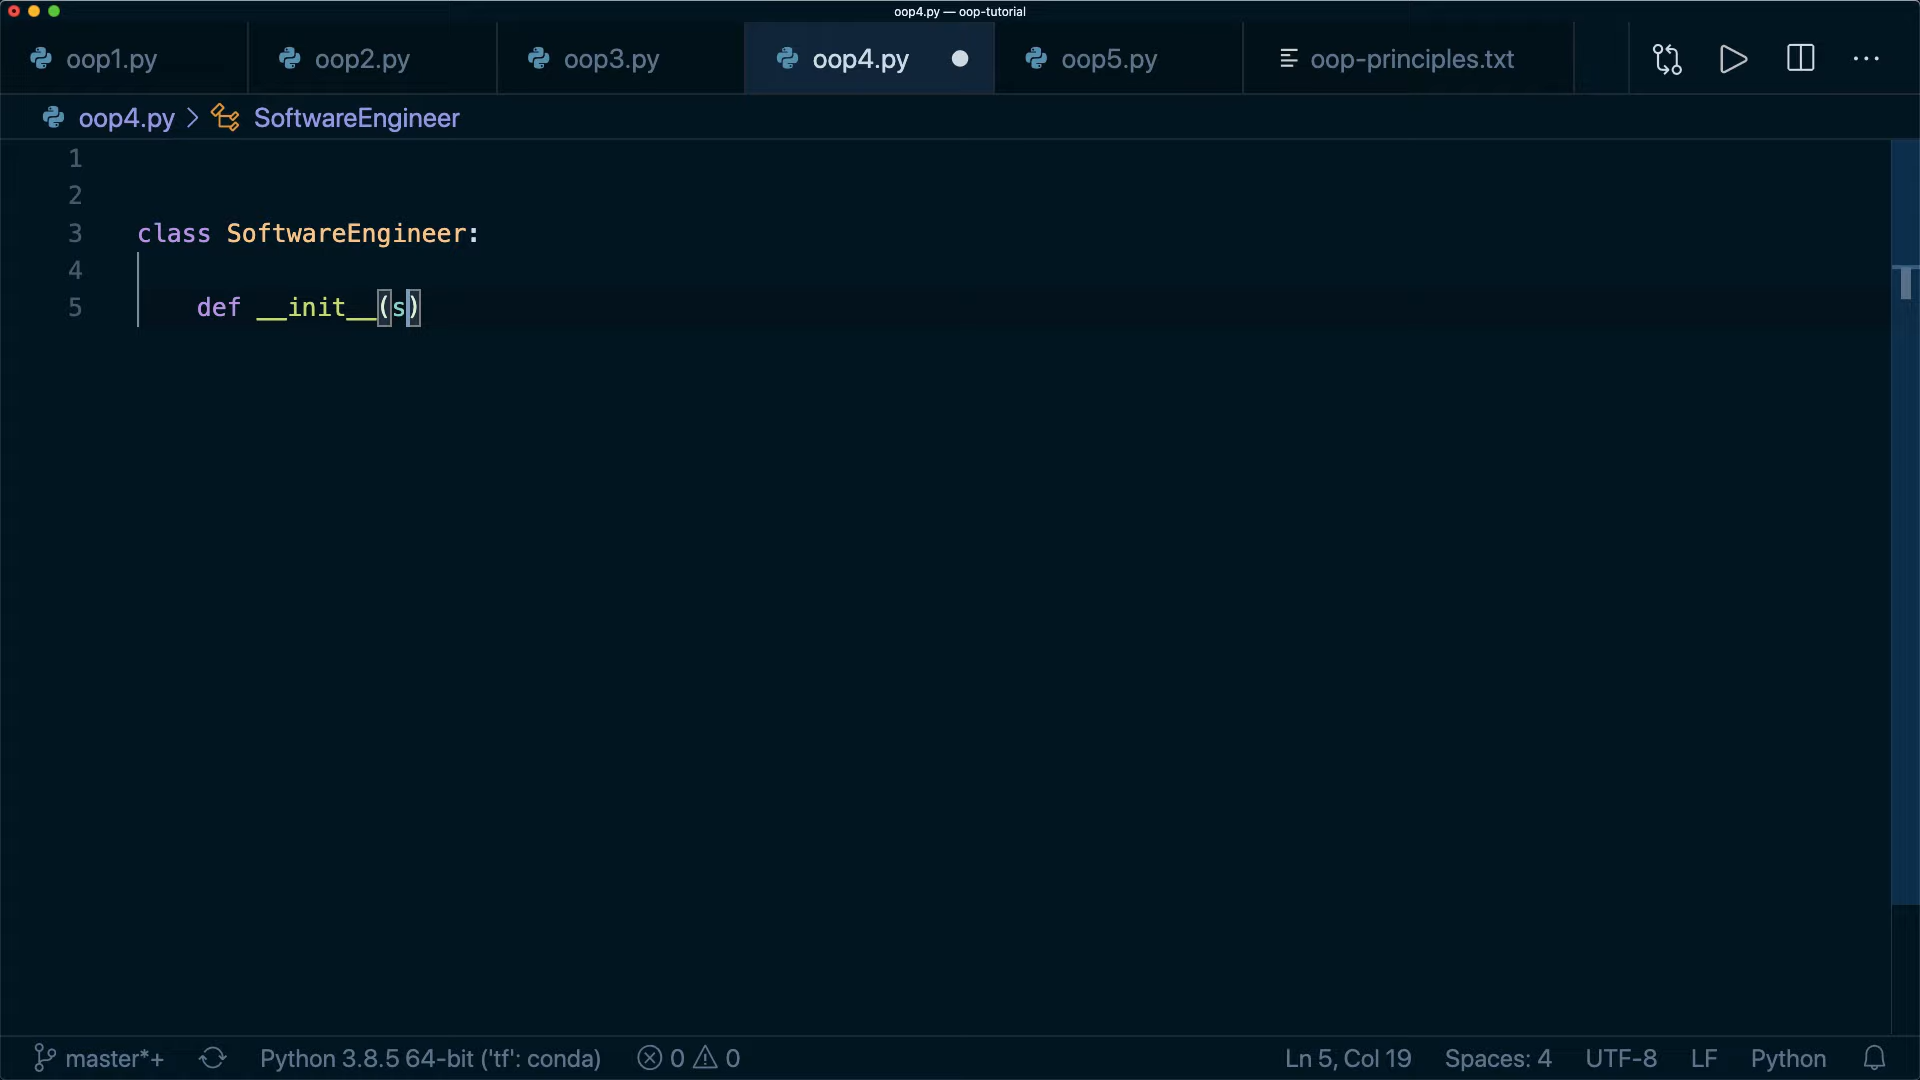 oop4.py — oop-tutorial
oop1.py oop2.py oop3.py oop4.py oop5.py oop-principles.txt
oop4.py > SoftwareEngineer
1
2
3 class SoftwareEngineer:
4
5 def __init__(s)
master*+ Python 3.8.5 64-bit ('tf': conda) 0 0 Ln 5, Col 19 Spaces: 4 UTF-8 LF Python